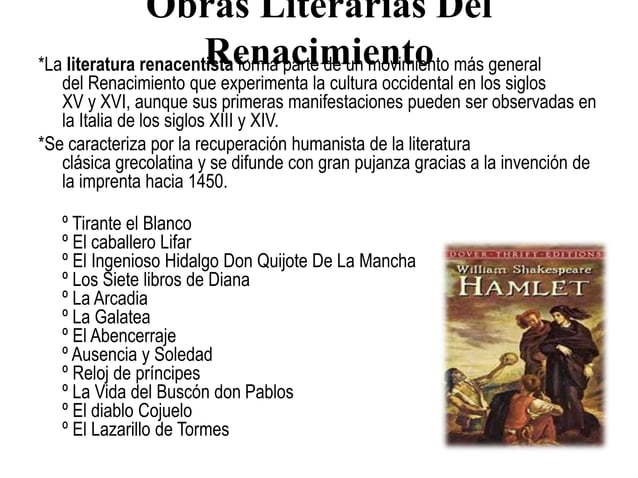 Obras Literarias Del
Renacimiento
*La literatura renacentista forma parte de un movimiento más general
del Renacimiento que experimenta la cultura occidental en los siglos
XV y XVI, aunque sus primeras manifestaciones pueden ser observadas en
la Italia de los siglos XIII y XIV.
*Se caracteriza por la recuperación humanista de la literatura
clásica grecolatina y se difunde con gran pujanza gracias a la invención de
la imprenta hacia 1450.
º Tirante el Blanco
º El caballero Lifar
º El Ingenioso Hidalgo Don Quijote De La Mancha
º Los Siete libros de Diana
º La Arcadia
º La Galatea
º El Abencerraje
º Ausencia y Soledad
º Reloj de príncipes
º La Vida del Buscón don Pablos
º El diablo Cojuelo
º El Lazarillo de Tormes
DOVER · THRIFT · EDITIONS
William Shakespeare
HAMLET